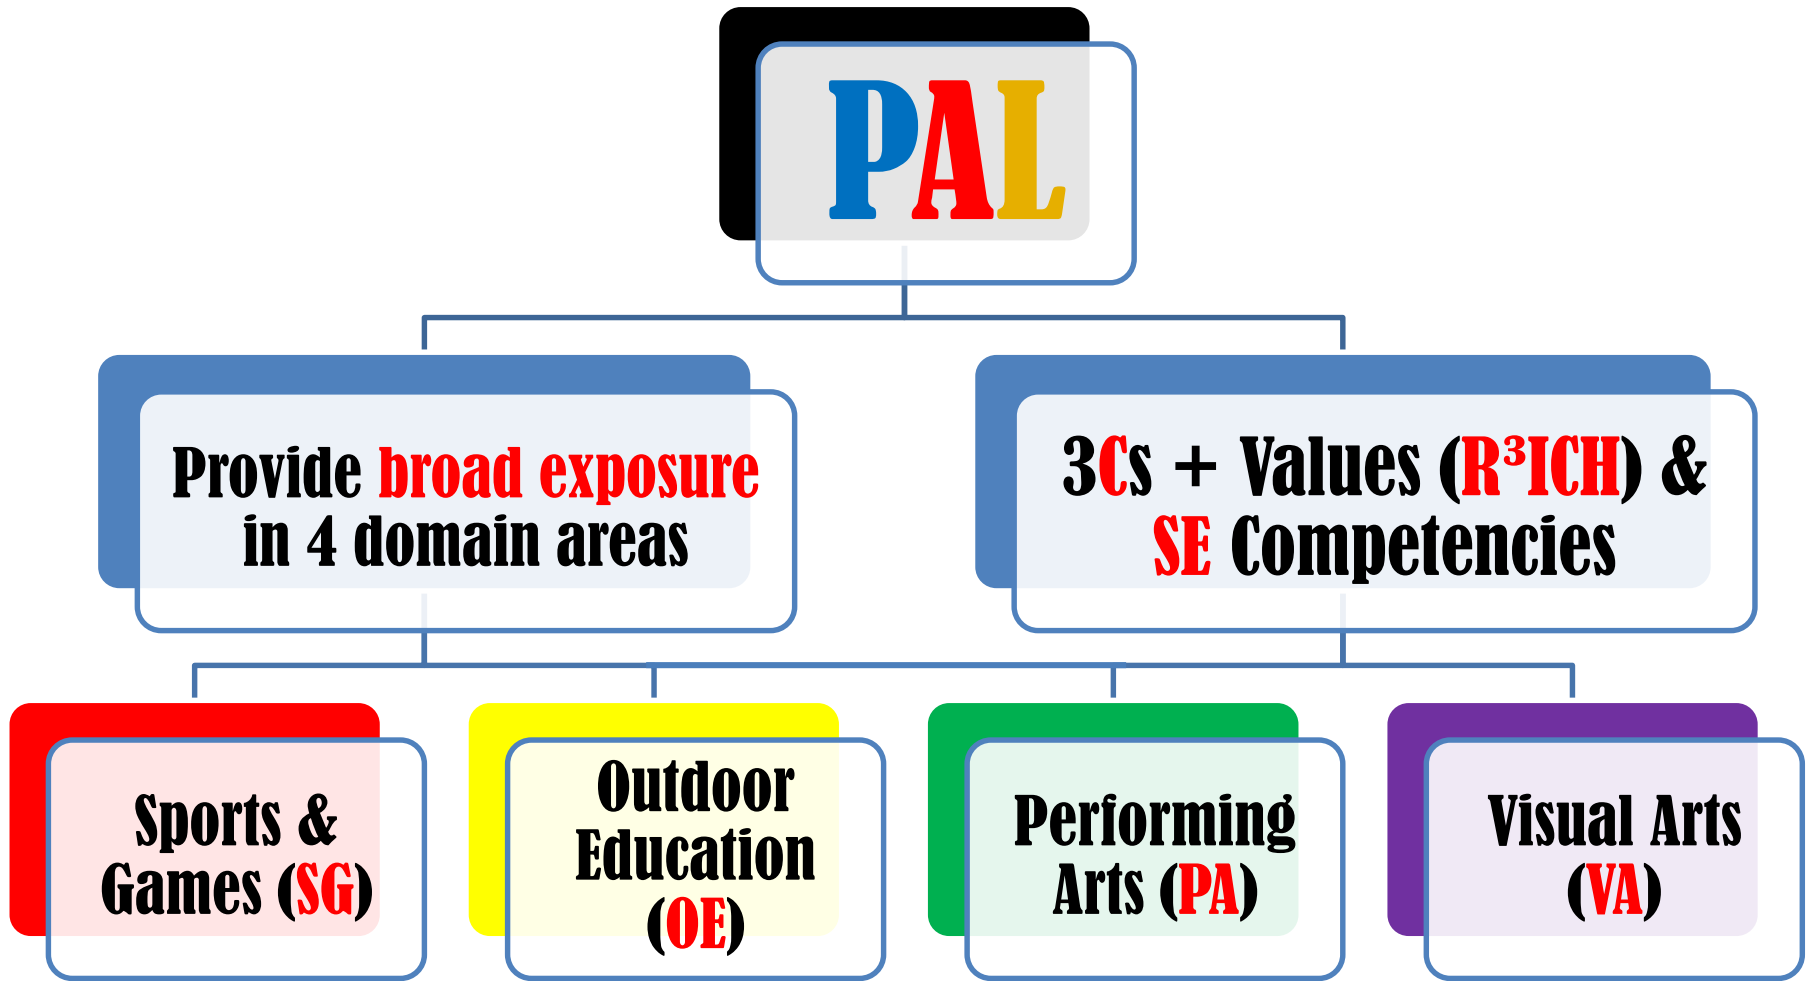 PAL
Provide broad exposure
in 4 domain areas
3Cs + Values (R³ICH) &
SE Competencies
Sports &
Games (SG)
Outdoor
Education
(OE)
Performing
Arts (PA)
Visual Arts
(VA)